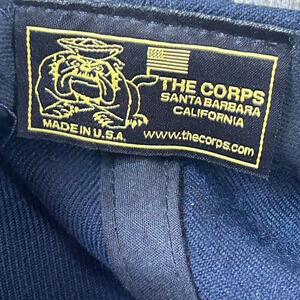 THE CORPS
SANTA BARBARA
CALIFORNIA
MADE IN U.S.A.
www.thecorps.com